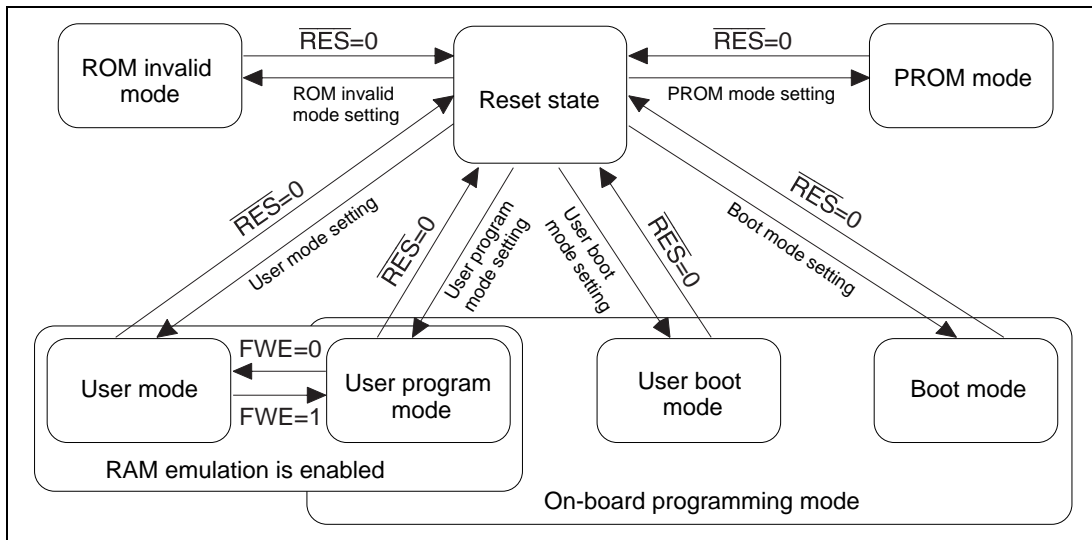 ROM invalid
mode
RES=0
ROM invalid
mode setting
Reset state
RES=0
PROM mode setting
PROM mode
RES=0
User mode setting
RES=0
User program
mode setting
User boot
mode setting
RES=0
RES=0
Boot mode setting
User mode
FWE=0
FWE=1
User program
mode
User boot
mode
Boot mode
RAM emulation is enabled
On-board programming mode